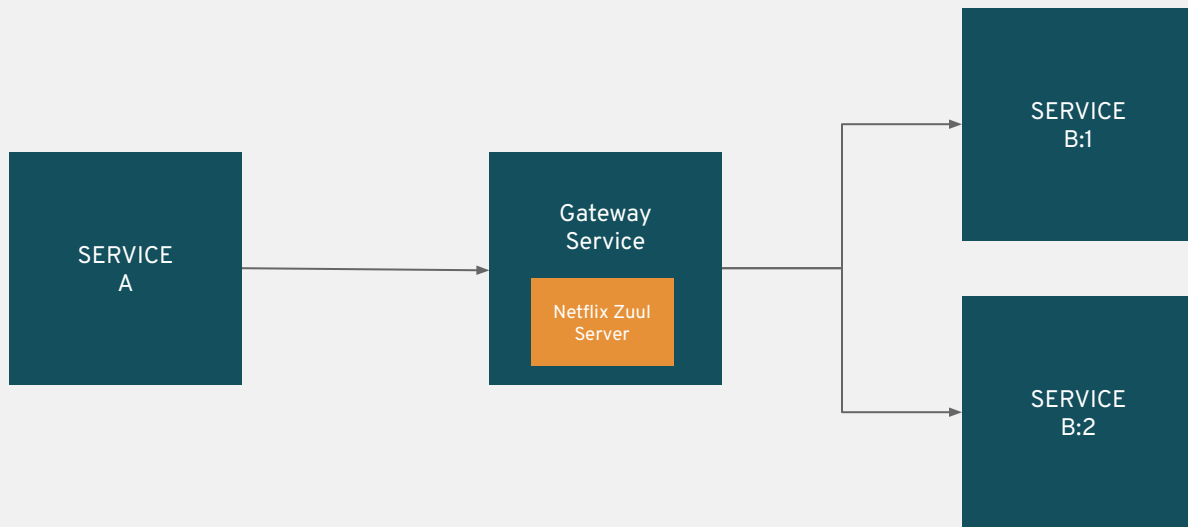 SERVICE
A
Gateway
Service
Netflix Zuul
Server
SERVICE
B:1
SERVICE
B:2